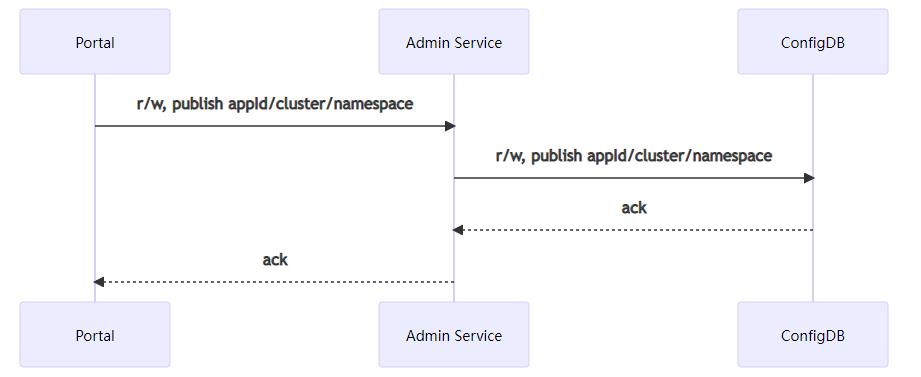 Portal
Admin Service
ConfigDB
r/w, publish appId/cluster/namespace
r/w, publish appId/cluster/namespace
ack
ack
Portal
Admin Service
ConfigDB